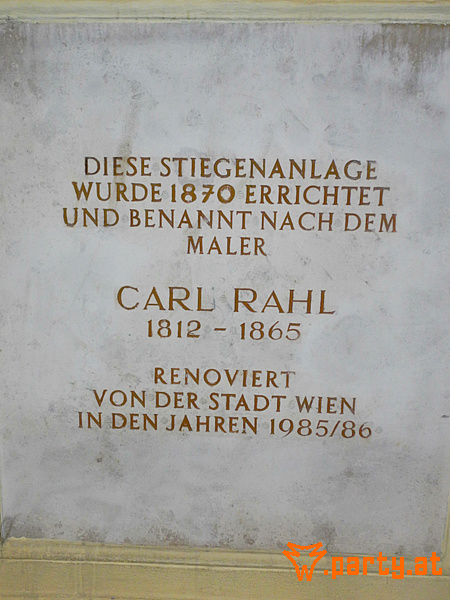 DIESE STIEGENANLAGE
WURDE 1870 ERRICHTET
UND BENANNT NACH DEM
MALER
CARL RAHL
1812 - 1865
RENOVIERT
VON DER STADT WIEN
IN DEN JAHREN 1985/86
.party.at